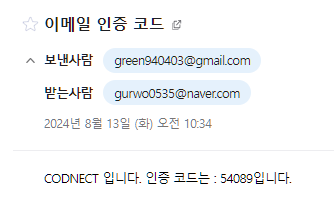 이메일 인증 코드
보낸사람 green940403@gmail.com
받는사람 gurwo0535@naver.com
2024년 8월 13일 (화) 오전 10:34
CODNECT 입니다. 인증 코드는 : 54089입니다.